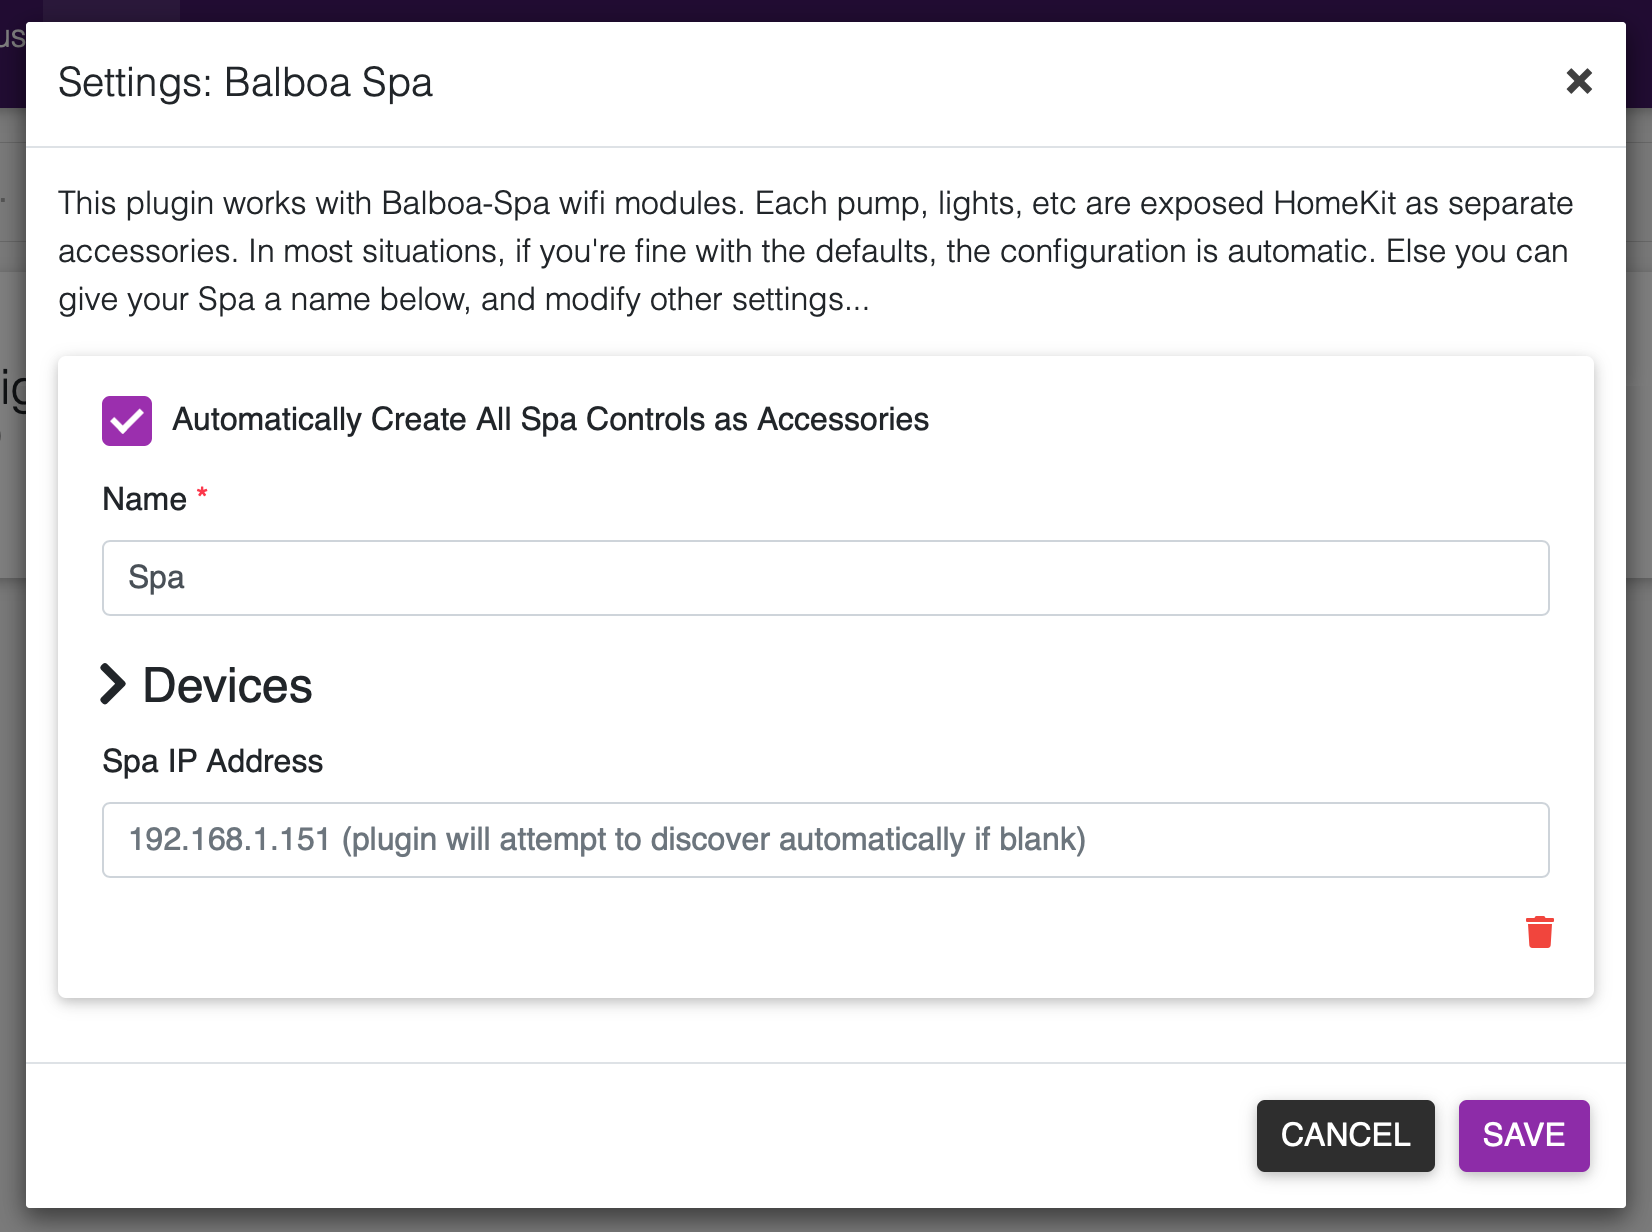 Settings: Balboa Spa
This plugin works with Balboa-Spa wifi modules. Each pump, lights, etc are exposed HomeKit as separate
accessories. In most situations, if you're fine with the defaults, the configuration is automatic. Else you can
give your Spa a name below, and modify other settings...
Automatically Create All Spa Controls as Accessories
Name *
Spa
Devices
Spa IP Address
192.168.1.151 (plugin will attempt to discover automatically if blank)
CANCEL SAVE